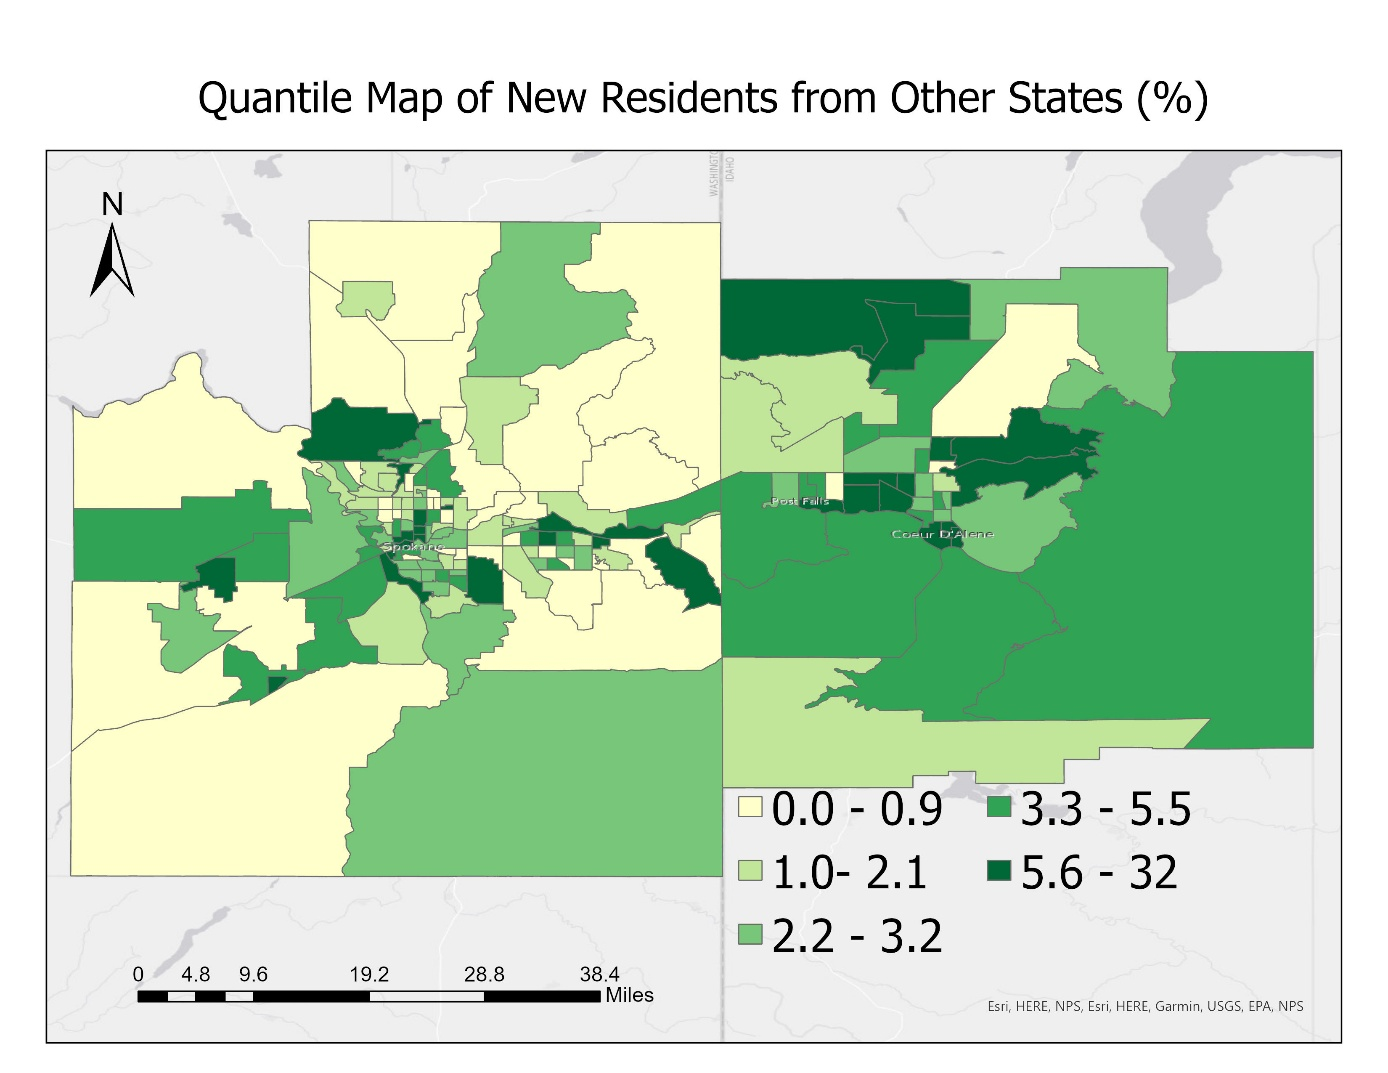 Quantile Map of New Residents from Other States (%)
WASHINGTO
IDAHO
N
Post Falls
Coeur D'Alene
Spokane
0.0 - 0.9
3.3 - 5.5
1.0- 2.1
5.6 - 32
2.2 - 3.2
0 4.8 9.6 19.2 28.8 38.4
Miles
Esri, HERE, NPS, Esri, HERE, Garmin, USGS, EPA, NPS